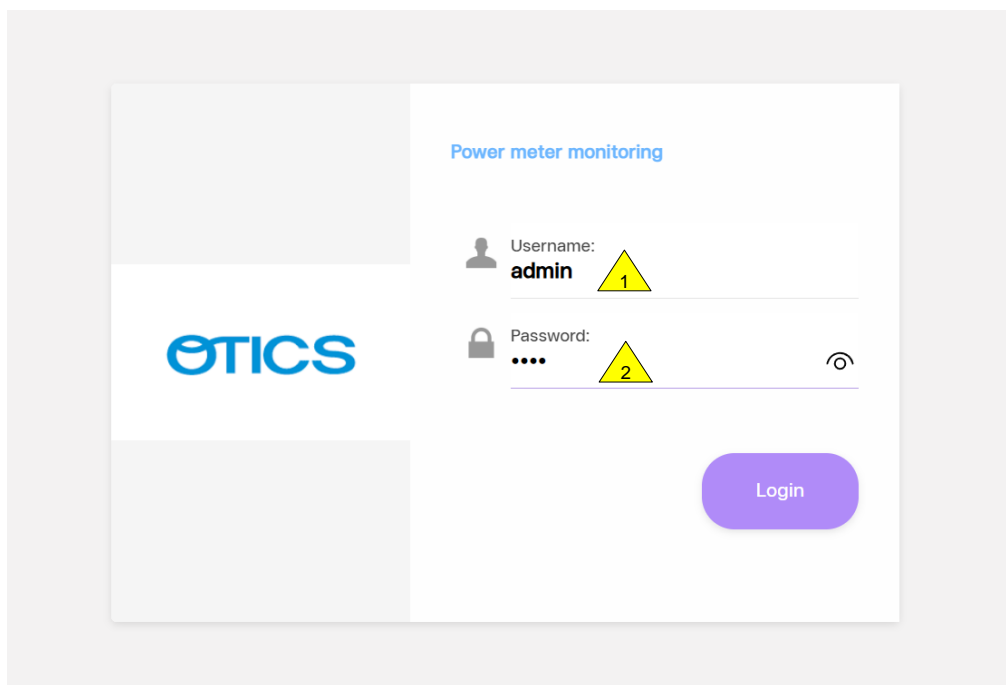 Power meter monitoring
Username:
admin
1
OTICS
Password:
••••
2
Login